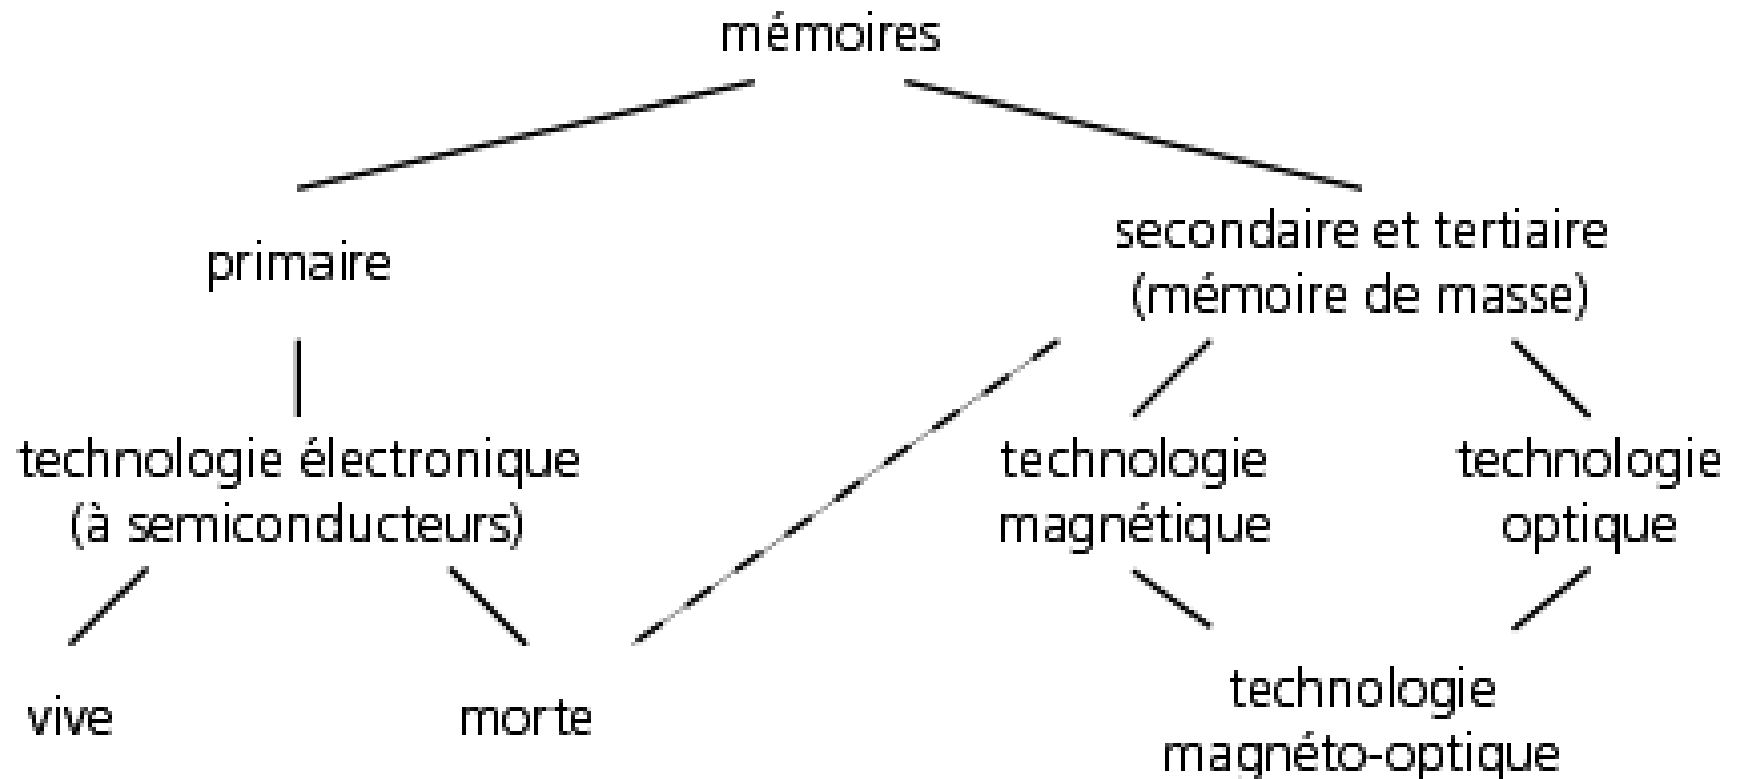 mémoires
primaire
secondaire et tertiaire
(mémoire de masse)
technologie électronique
(à semiconducteurs)
technologie
magnétique
technologie
optique
vive
morte
technologie
magnéto-optique